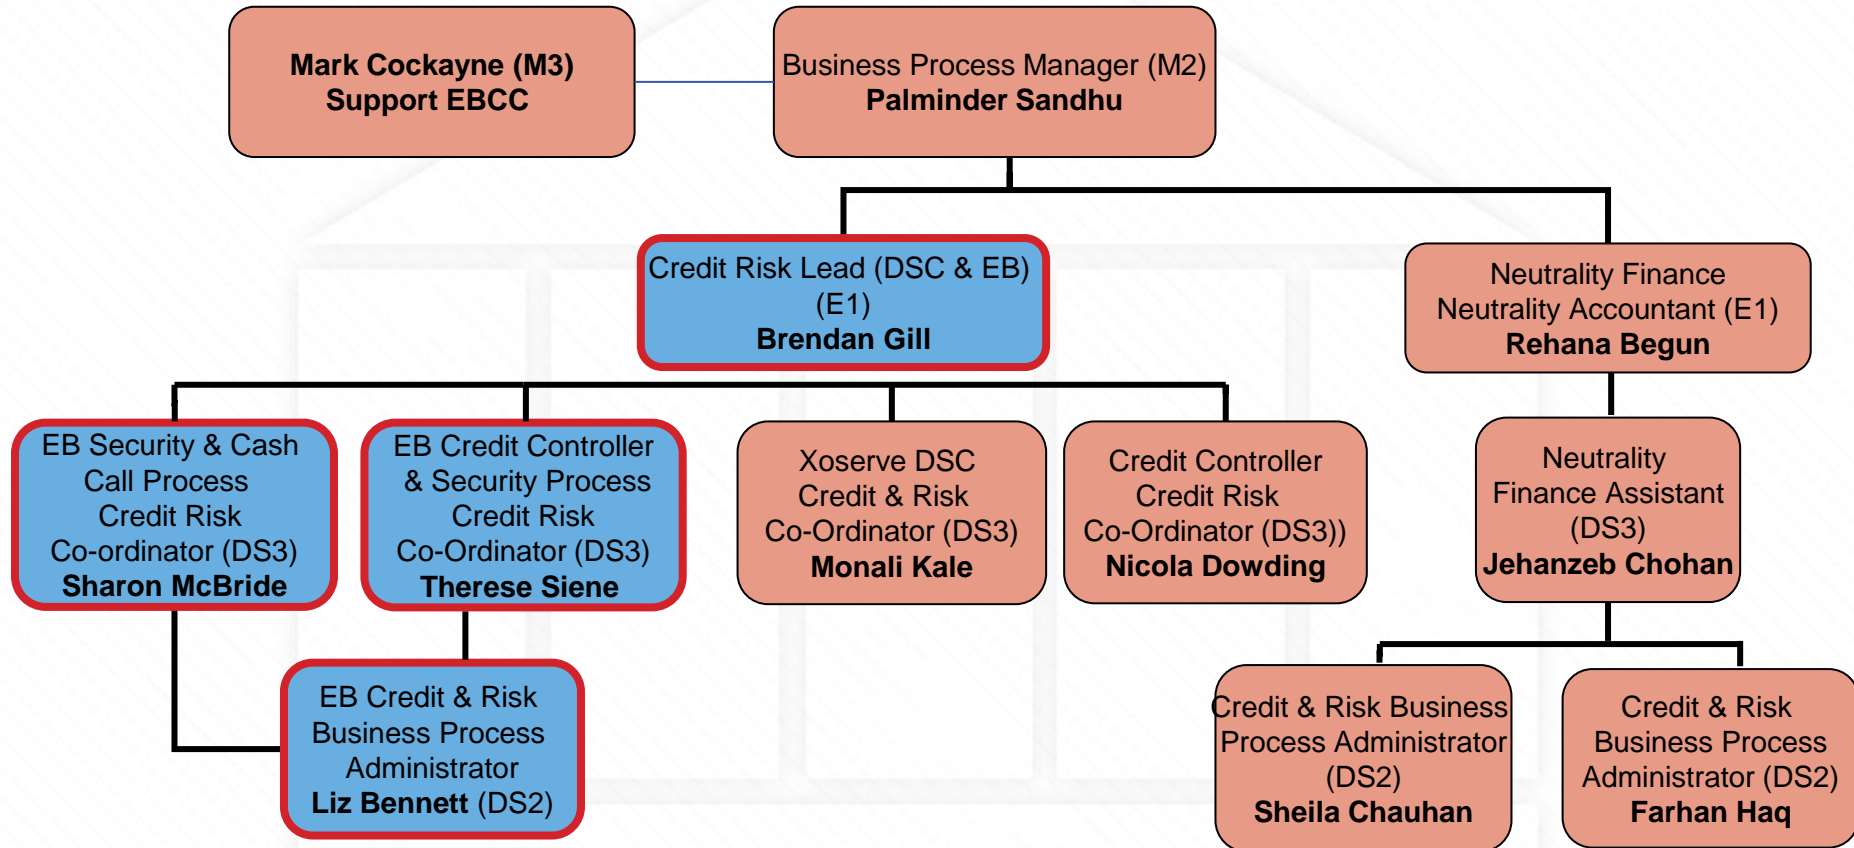 Mark Cockayne (M3)
Support EBCC
Business Process Manager (M2)
Palminder Sandhu
Credit Risk Lead (DSC & EB)
(E1)
Brendan Gill
Neutrality Finance
Neutrality Accountant (E1)
Rehana Begun
EB Security & Cash
Call Process
Credit Risk
Co-ordinator (DS3)
Sharon McBride
EB Credit Controller
& Security Process
Credit Risk
Co-Ordinator (DS3)
Therese Siene
Xoserve DSC
Credit & Risk
Co-Ordinator (DS3)
Monali Kale
Credit Controller
Credit Risk
Co-Ordinator (DS3))
Nicola Dowding
Neutrality
Finance Assistant
(DS3)
Jehanzeb Chohan
EB Credit & Risk
Business Process
Administrator
Liz Bennett (DS2)
Credit & Risk Business
Process Administrator
(DS2)
Sheila Chauhan
Credit & Risk
Business Process
Administrator (DS2)
Farhan Haq